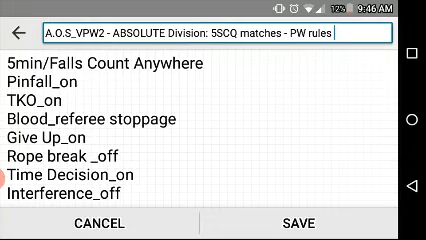 12% 9:46 AM
A.O.S_VPW2 - ABSOLUTE Division: 5SCQ matches - PW rules
5min/Falls Count Anywhere
Pinfall_on
TKO_on
Blood_referee stoppage
Give Up_on
Rope break _off
Time Decision_on
Interference_off
CANCEL
SAVE